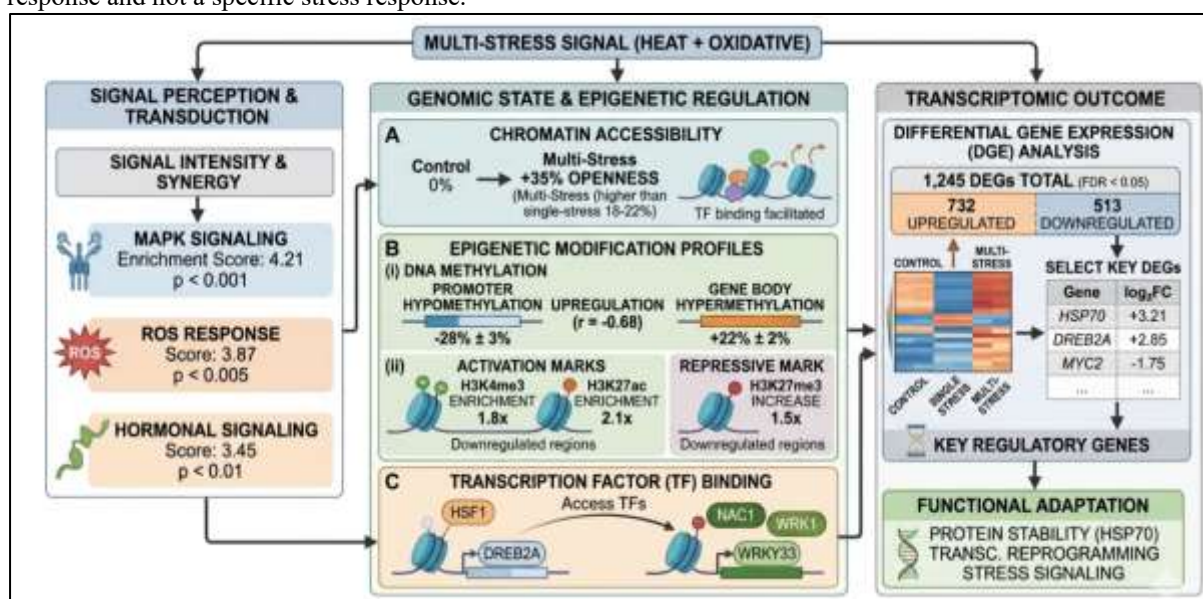 response and not a specific stress response.
MULTI-STRESS SIGNAL (HEAT + OXIDATIVE)
SIGNAL PERCEPTION &
TRANSDUCTION
SIGNAL INTENSITY &
SYNERGY
MAPK SIGNALING
Enrichment Score: 4.21
p < 0.001
ROS
ROS RESPONSE
Score: 3.87
p < 0.005
HORMONAL SIGNALING
Score: 3.45
p < 0.01
GENOMIC STATE & EPIGENETIC REGULATION
A
CHROMATIN ACCESSIBILITY
Control
0%
Multi-Stress
+35% OPENNESS
(Multi-Stress (higher than
single-stress 18-22%)
TF binding facilitated
B
EPIGENETIC MODIFICATION PROFILES
(i) DNA METHYLATION
PROMOTER
HYPOMETHYLATION
-28% ± 3%
UPREGULATION
(r = -0.68)
GENE BODY
HYPERMETHYLATION
+22% ± 2%
(ii)
ACTIVATION MARKS
H3K4me3
ENRICHMENT
1.8x
H3K27ac
ENRICHMENT
2.1x
Downregulated regions
REPRESSIVE MARK
H3K27me3
INCREASE
1.5x
Downregulated regions
C
TRANSCRIPTION FACTOR (TF) BINDING
HSF1
DREB2A
Access TFs
NAC1
WRK1
WRKY33
TRANSCRIPTOMIC OUTCOME
DIFFERENTIAL GENE EXPRESSION
(DGE) ANALYSIS
1,245 DEGs TOTAL (FDR < 0.05)
732
UPREGULATED
513
DOWNREGULATED
CONTROL
MULTI-
STRESS
CONTROL
SINGLE
STRESS
MULTI-
STRESS
SELECT KEY DEGs
Gene log₂FC
HSP70 +3.21
DREB2A +2.85
MYC2 -1.75
... ...
KEY REGULATORY GENES
FUNCTIONAL ADAPTATION
PROTEIN STABILITY (HSP70)
TRANSC. REPROGRAMMING
STRESS SIGNALING